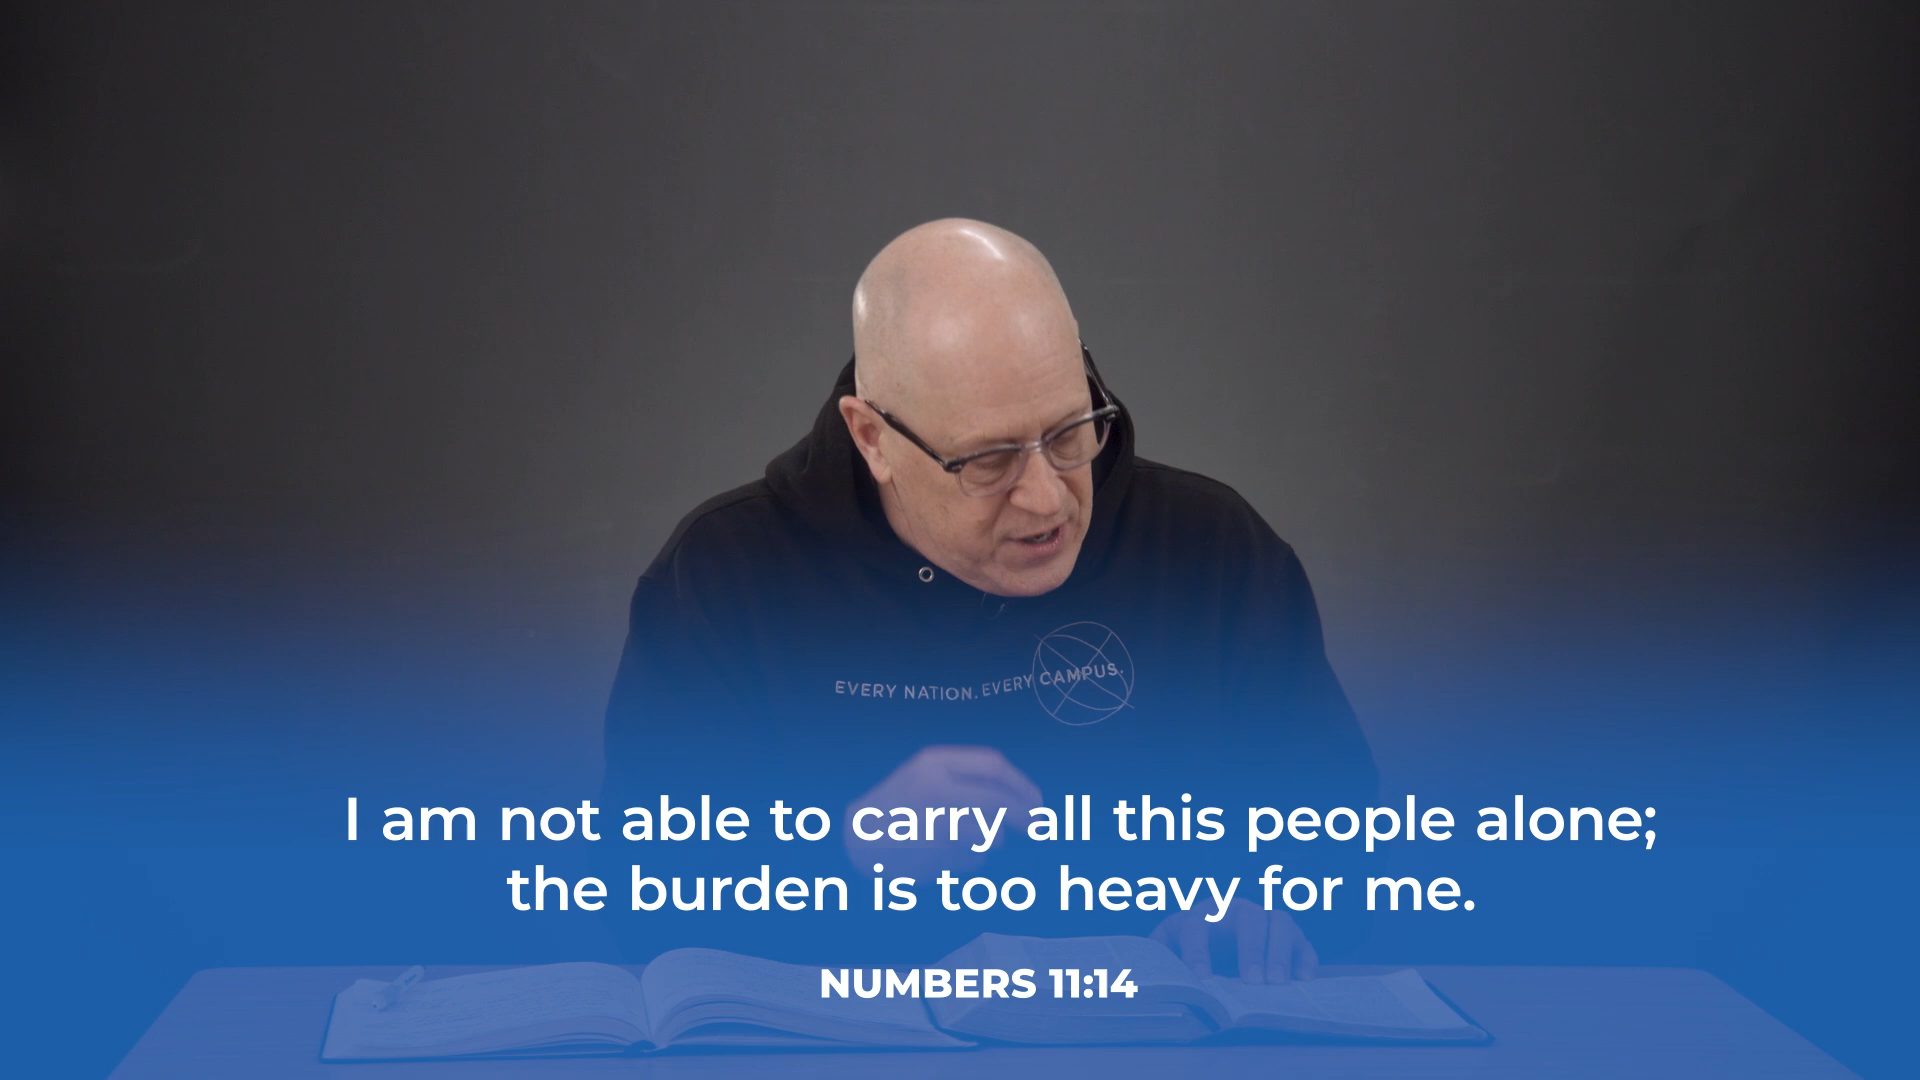 EVERY NATION. EVERY CAMPUS.
I am not able to carry all this people alone;
the burden is too heavy for me.
NUMBERS 11:14